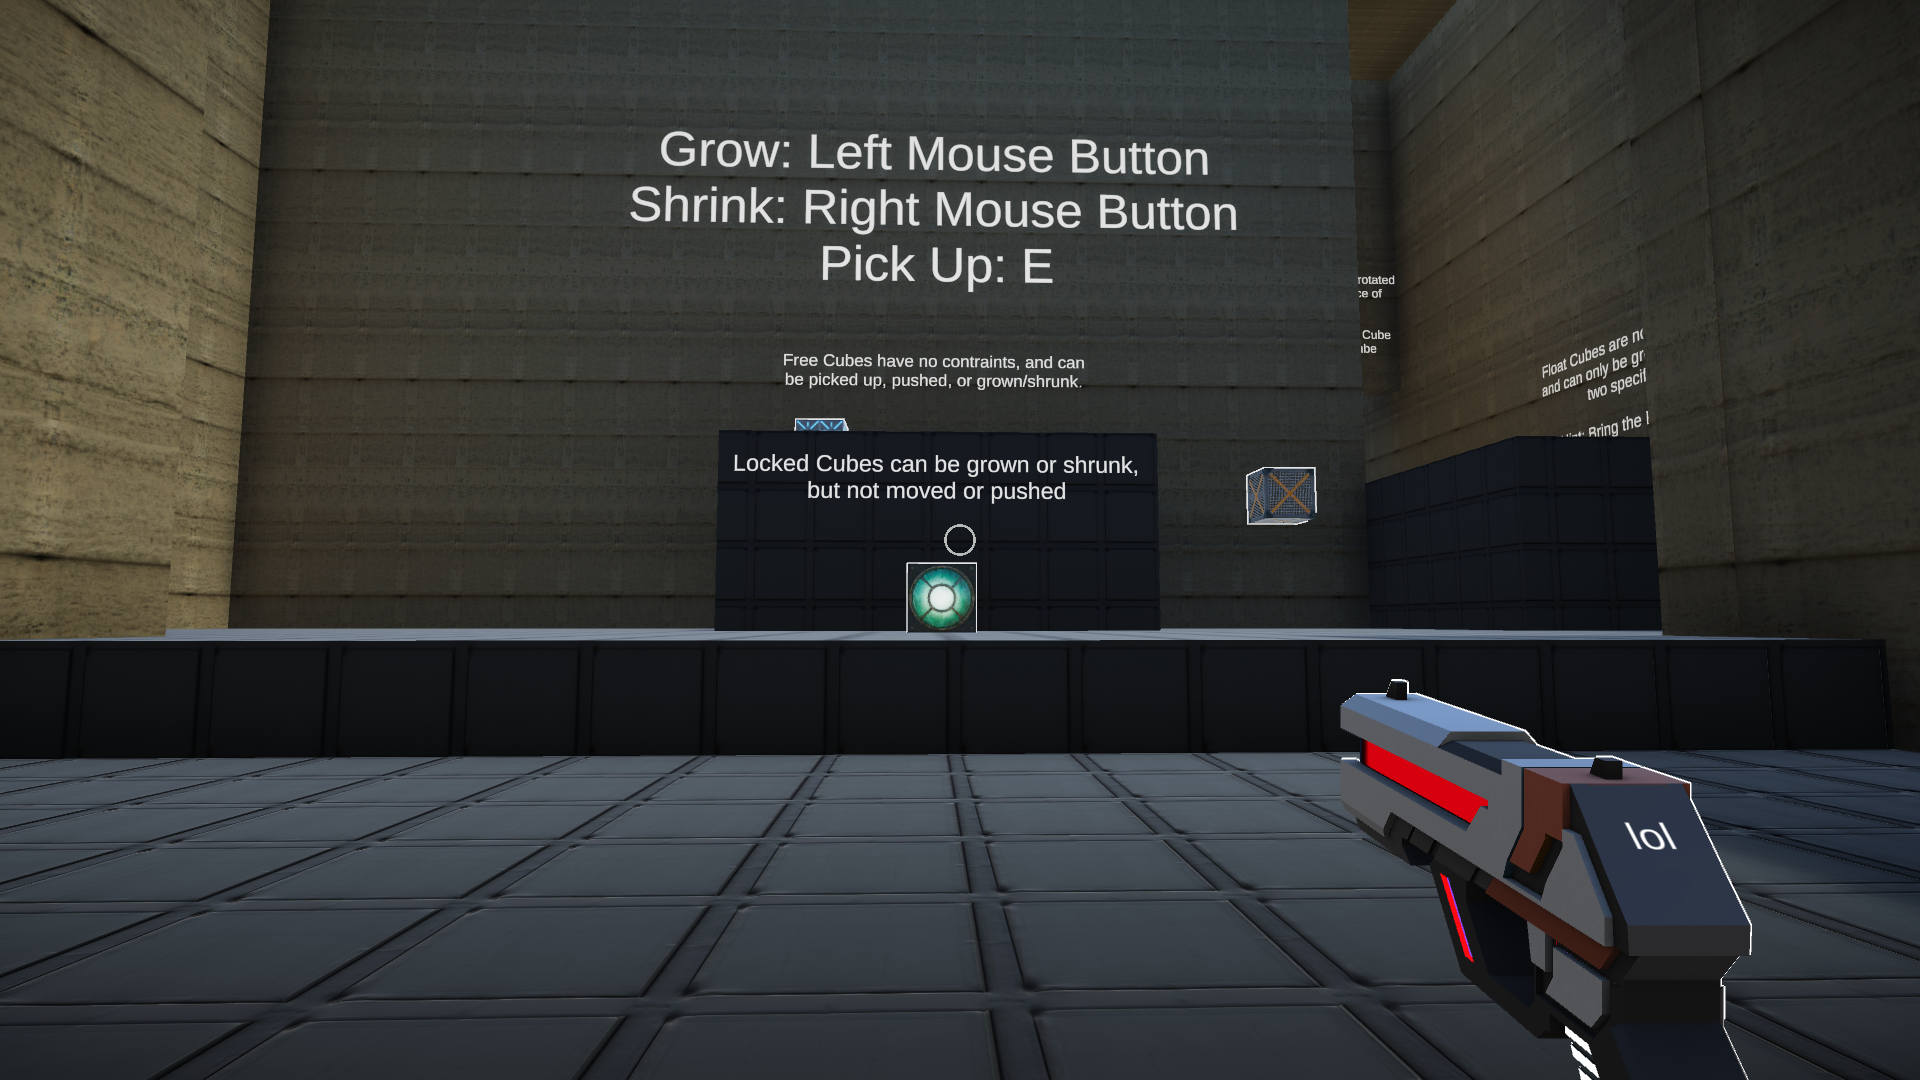 Grow: Left Mouse Button
Shrink: Right Mouse Button
Pick Up: E
Free Cubes have no contraints, and can
be picked up, pushed, or grown/shrunk.
Locked Cubes can be grown or shrunk,
but not moved or pushed
rotated
of
Cube
Float Cubes are
and can only be
two
Bring the
lol